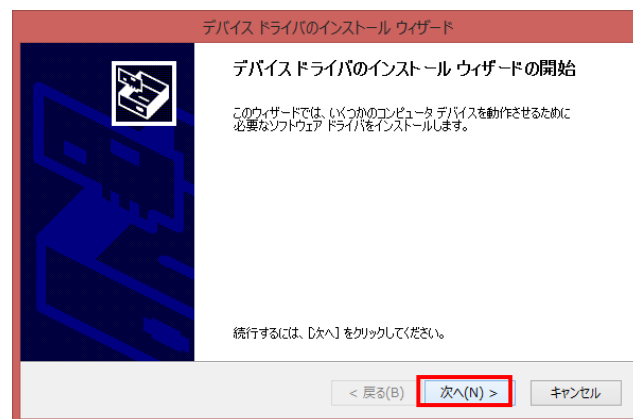 デバイス ドライバのインストール ウィザード
デバイス ドライバのインストール ウィザードの開始
このウィザードでは、いくつかのコンピュータ デバイスを動作させるために
必要なソフトウェア ドライバをインストールします。
続行するには、[次へ] をクリックしてください。
< 戻る(B)
次へ(N) >
キャンセル